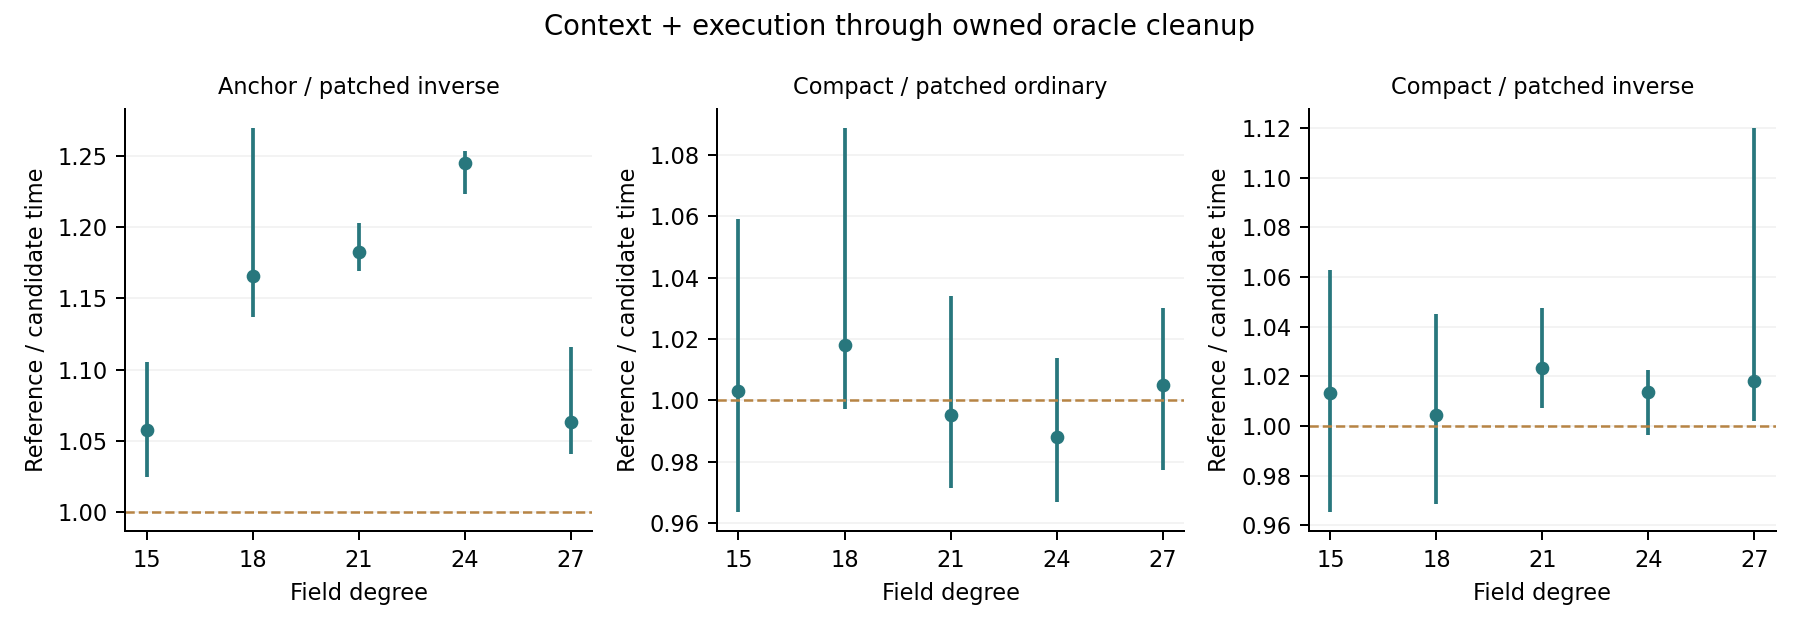 Context + execution through owned oracle cleanup
Anchor / patched inverse
Reference / candidate time
1.25
1.20
1.15
1.10
1.05
1.00
15 18 21 24 27
Field degree
Compact / patched ordinary
Reference / candidate time
1.08
1.06
1.04
1.02
1.00
0.98
0.96
15 18 21 24 27
Field degree
Compact / patched inverse
Reference / candidate time
1.12
1.10
1.08
1.06
1.04
1.02
1.00
0.98
0.96
15 18 21 24 27
Field degree